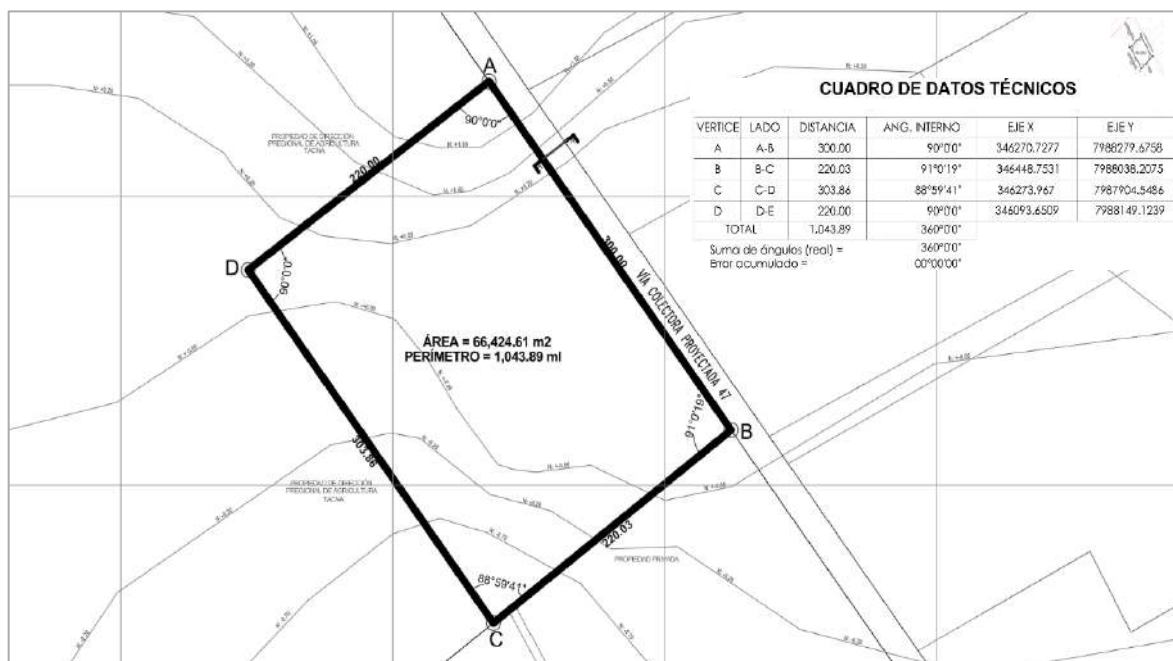 CUADRO DE DATOS TÉCNICOS
VERTICE LADO DISTANCIA ANG. INTERNO EJE X EJE Y
A A-B 300.00 90°0'0" 346270.7277 7988279.6758
B B-C 220.03 91°0'19" 346448.7531 7988038.2075
C C-D 303.86 88°59'41" 346273.967 7987904.5486
D D-E 220.00 90°0'0" 346093.6509 7988149.1239
TOTAL 1,043.89 360°0'0"
Suma de ángulos (real) = 360°0'0"
Error acumulado = 00°00'00"
A
90°0'0"
PROPIEDAD DE DIRECCIÓN
PREGIONAL DE AGRICULTURA
TACNA
220.00
D
90°0'0"
300.00
VÍA COLECTORA PROYECTADA 47
ÁREA = 66,424.61 m2
PERÍMETRO = 1,043.89 ml
91°0'19"
B
303.86
PROPIEDAD DE DIRECCIÓN
PREGIONAL DE AGRICULTURA
TACNA
220.03
PROPIEDAD PRIVADA
88°59'41"
C